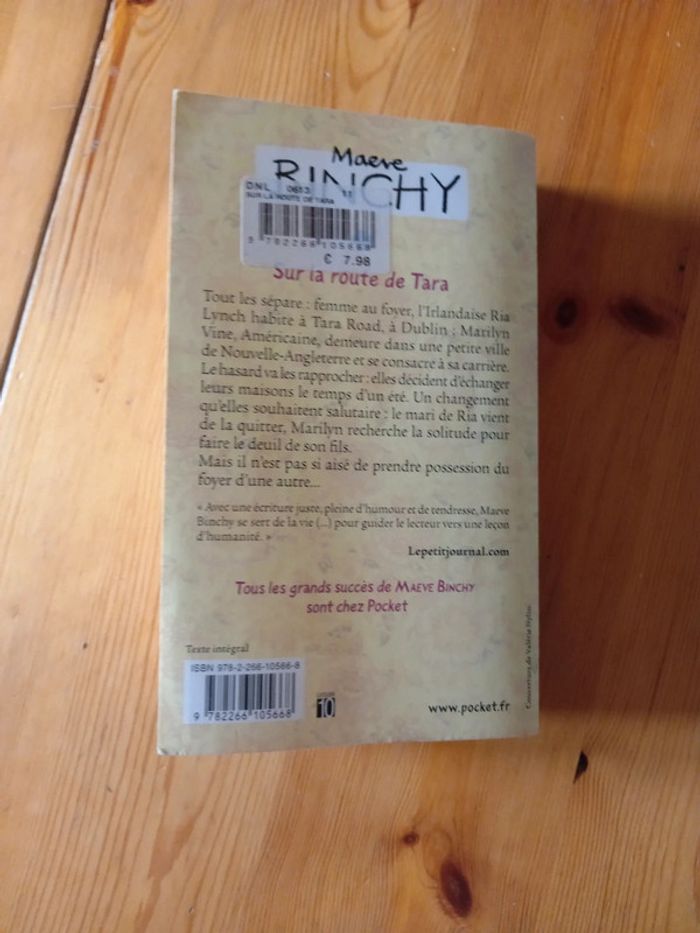 Maeve
BINCHY
DNL 0653 11
SUR LA ROUTE DE TARA
9 782266 105668
€ 7.98
Sur la route de Tara
Tout les sépare : femme au foyer, l'Irlandaise Ria
Lynch habite à Tara Road, à Dublin ; Marilyn
Vine, Américaine, demeure dans une petite ville
de Nouvelle-Angleterre et se consacre à sa carrière.
Le hasard va les rapprocher : elles décident d'échanger
leurs maisons le temps d'un été. Un changement
qu'elles souhaitent salutaire : le mari de Ria vient
de la quitter, Marilyn recherche la solitude pour
faire le deuil de son fils.
Mais il n'est pas si aisé de prendre possession du
foyer d'une autre...
« Avec une écriture juste, pleine d'humour et de tendresse, Maeve
Binchy se sert de la vie (...) pour guider le lecteur vers une leçon
d'humanité. »
Lepetitjournal.com
Tous les grands succès de MAEVE BINCHY
sont chez Pocket
Texte intégral
ISBN 978-2-266-10566-8
9 782266 105668
10
www.pocket.fr
Couverture de Valérie